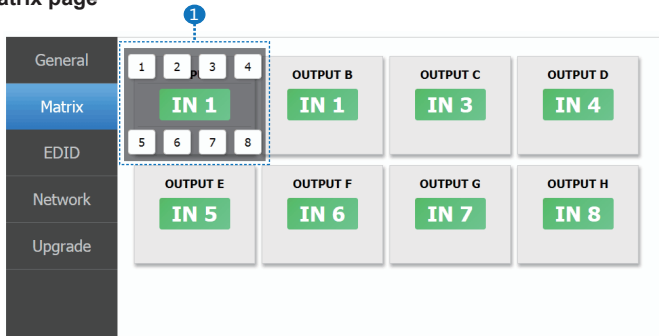 atrix page
1
General
Matrix
EDID
Network
Upgrade
1 2 3 4
IN 1
5 6 7 8
OUTPUT B
IN 1
OUTPUT C
IN 3
OUTPUT D
IN 4
OUTPUT E
IN 5
OUTPUT F
IN 6
OUTPUT G
IN 7
OUTPUT H
IN 8